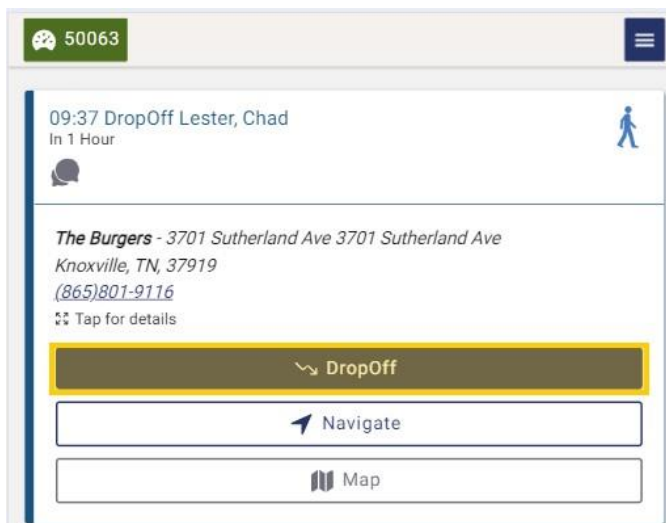 50063
09:37 DropOff Lester, Chad
In 1 Hour
The Burgers - 3701 Sutherland Ave 3701 Sutherland Ave
Knoxville, TN, 37919
(865)801-9116
Tap for details
DropOff
Navigate
Map